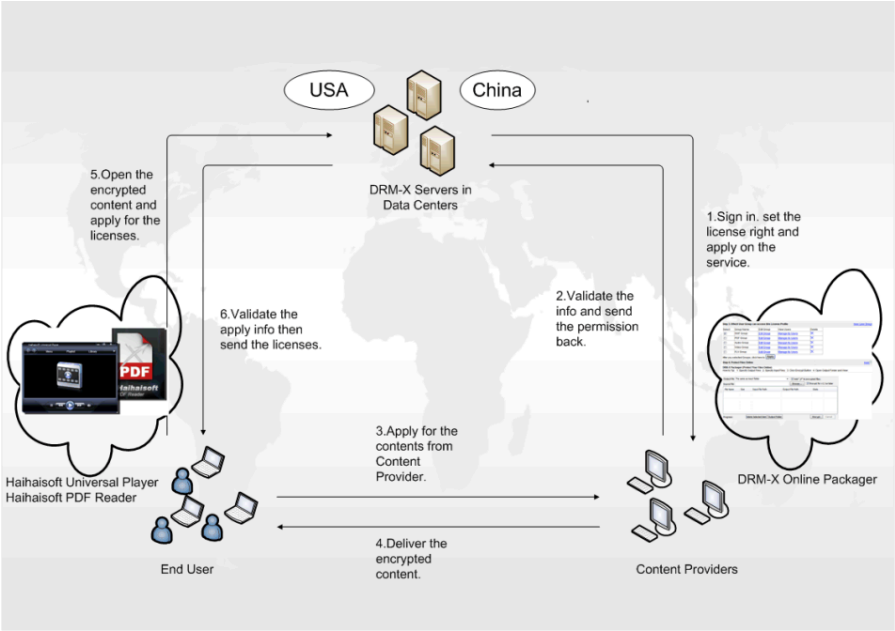 USA
China
DRM-X Servers in
Data Centers
5.Open the
encrypted
content and
apply for the
licenses.
1.Sign in. set the
license right and
apply on the
service.
6.Validate the
apply info then
send the licenses.
2.Validate the
info and send
the permission
back.
PDF
Haihaisoft
PDF Reader
3.Apply for the
contents from
Content
Provider.
Haihaisoft Universal Player
Haihaisoft PDF Reader
DRM-X Online Packager
4.Deliver the
encrypted
content.
End User
Content Providers